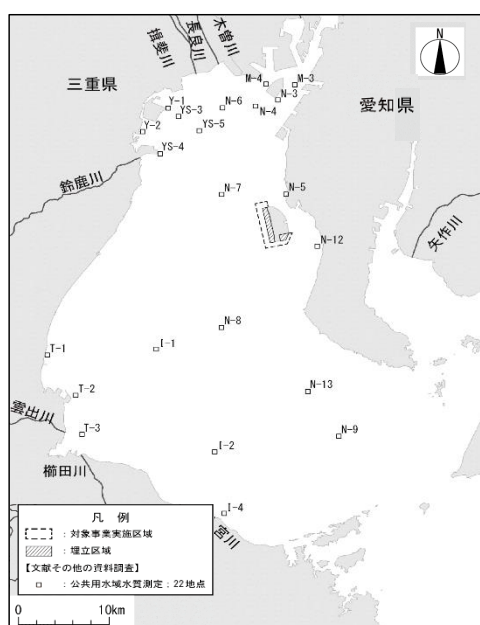 木曽川
長良川
揖斐川
N
三重県
愛知県
M-4
M-3
Y-1
N-6
N-3
YS-3
N-4
Y-2
YS-5
YS-4
鈴鹿川
N-7
N-5
矢作川
N-12
N-8
T-1
I-1
T-2
N-13
雲出川
T-3
N-9
櫛田川
I-2
I-4
宮川
凡 例
：対象事業実施区域
：埋立区域
【文献その他の資料調査】
：公共用水域水質測定；22地点
0 10km